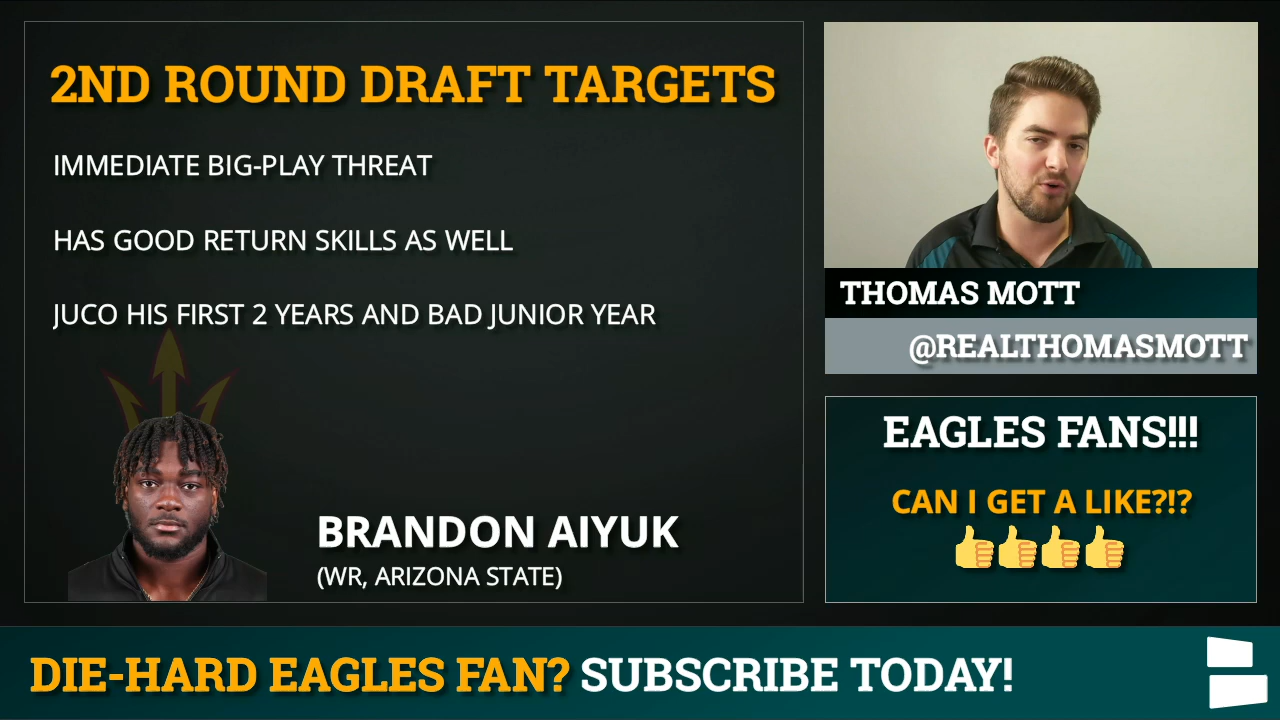 2ND ROUND DRAFT TARGETS
IMMEDIATE BIG-PLAY THREAT
HAS GOOD RETURN SKILLS AS WELL
JUCO HIS FIRST 2 YEARS AND BAD JUNIOR YEAR
BRANDON AIYUK
(WR, ARIZONA STATE)
THOMAS MOTT
@REALTHOMASMOTT
EAGLES FANS!!!
CAN I GET A LIKE?!?
DIE-HARD EAGLES FAN? SUBSCRIBE TODAY!